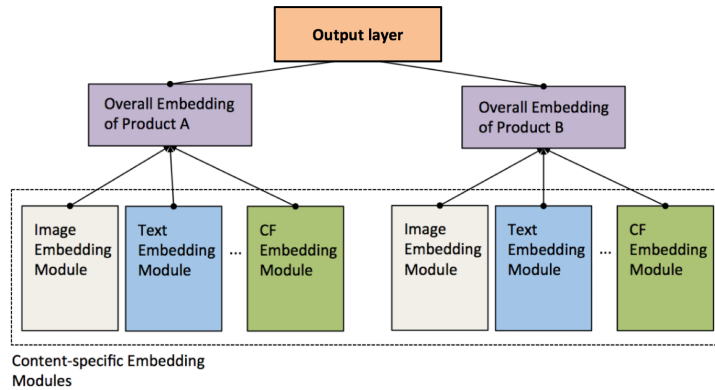 Output layer
Overall Embedding
of Product A
Overall Embedding
of Product B
Image
Embedding
Module
Text
Embedding
Module
...
CF
Embedding
Module
Image
Embedding
Module
Text
Embedding
Module
...
CF
Embedding
Module
Content-specific Embedding
Modules